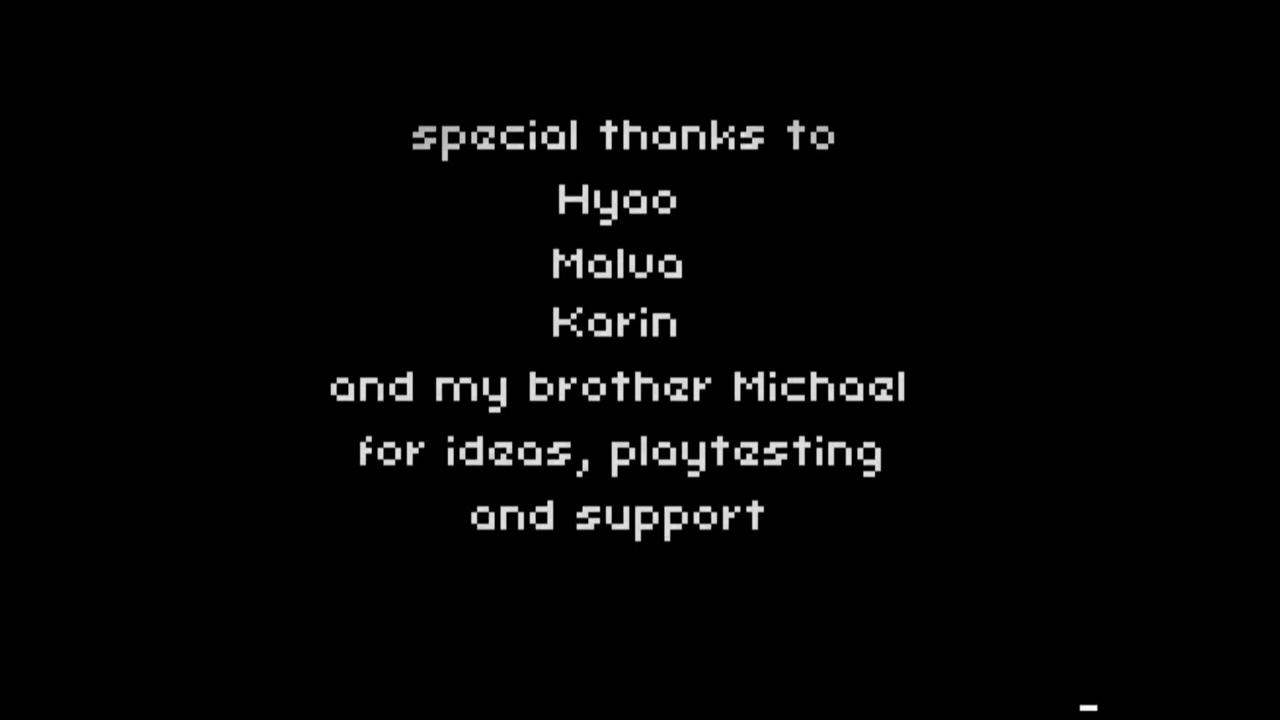 special thanks to
Hyao
Malva
Karin
and my brother Michael
for ideas, playtesting
and support